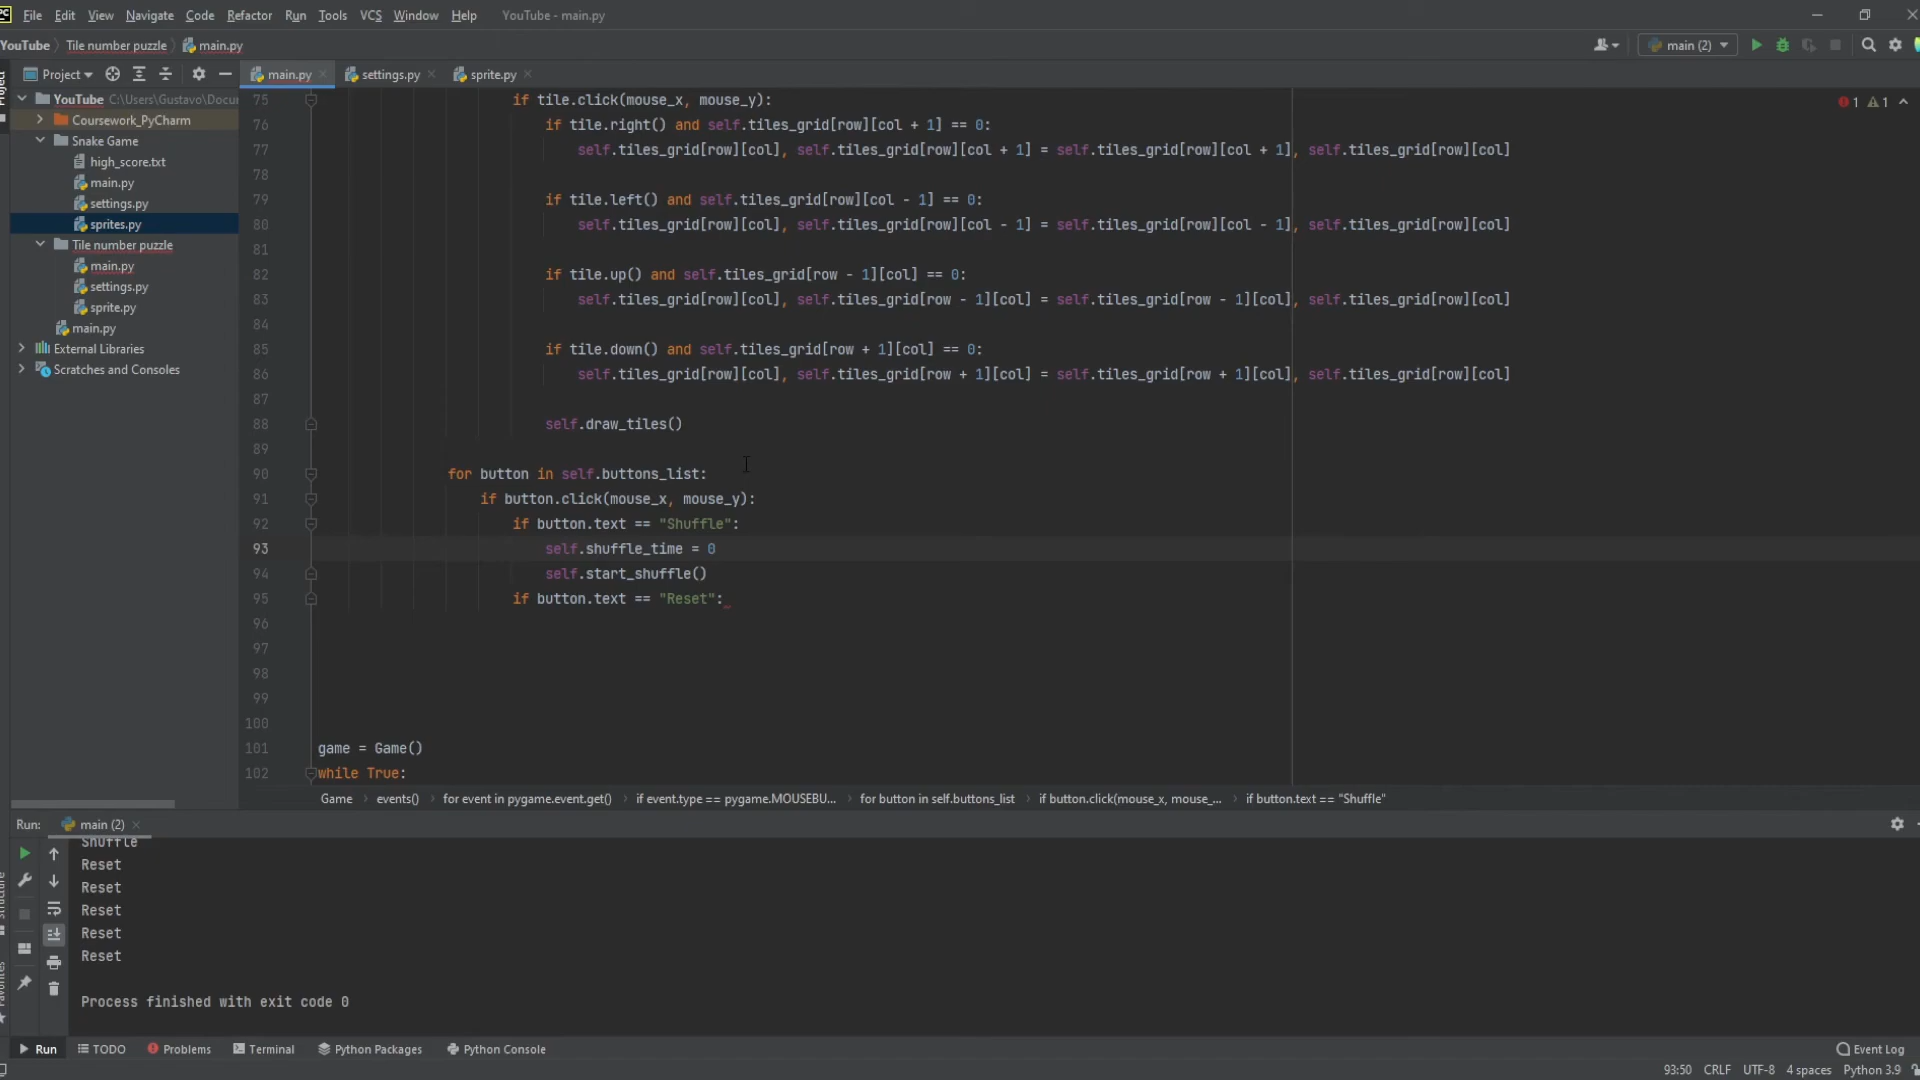 PC File Edit View Navigate Code Refactor Run Tools VCS Window Help YouTube - main.py
YouTube Tile number puzzle main.py main (2)
Project main.py settings.py sprite.py
YouTube C:\Users\Gustavo\Docu
Coursework_PyCharm
Snake Game
high_score.txt
main.py
settings.py
sprites.py
Tile number puzzle
main.py
settings.py
sprite.py
main.py
External Libraries
Scratches and Consoles
1 1
75 if tile.click(mouse_x, mouse_y):
76 if tile.right() and self.tiles_grid[row][col + 1] == 0:
77 self.tiles_grid[row][col], self.tiles_grid[row][col + 1] = self.tiles_grid[row][col + 1], self.tiles_grid[row][col]
78
79 if tile.left() and self.tiles_grid[row][col - 1] == 0:
80 self.tiles_grid[row][col], self.tiles_grid[row][col - 1] = self.tiles_grid[row][col - 1], self.tiles_grid[row][col]
81
82 if tile.up() and self.tiles_grid[row - 1][col] == 0:
83 self.tiles_grid[row][col], self.tiles_grid[row - 1][col] = self.tiles_grid[row - 1][col], self.tiles_grid[row][col]
84
85 if tile.down() and self.tiles_grid[row + 1][col] == 0:
86 self.tiles_grid[row][col], self.tiles_grid[row + 1][col] = self.tiles_grid[row + 1][col], self.tiles_grid[row][col]
87
88 self.draw_tiles()
89
90 for button in self.buttons_list:
91 if button.click(mouse_x, mouse_y):
92 if button.text == "Shuffle":
93 self.shuffle_time = 0
94 self.start_shuffle()
95 if button.text == "Reset":
96
97
98
99
100
101 game = Game()
102 while True:
Game events() for event in pygame.event.get() if event.type == pygame.MOUSEBU... for button in self.buttons_list if button.click(mouse_x, mouse_... if button.text == "Shuffle"
Run: main (2)
Shuffle
Reset
Reset
Reset
Reset
Reset
Process finished with exit code 0
Run TODO Problems Terminal Python Packages Python Console Event Log
93:50 CRLF UTF-8 4 spaces Python 3.9